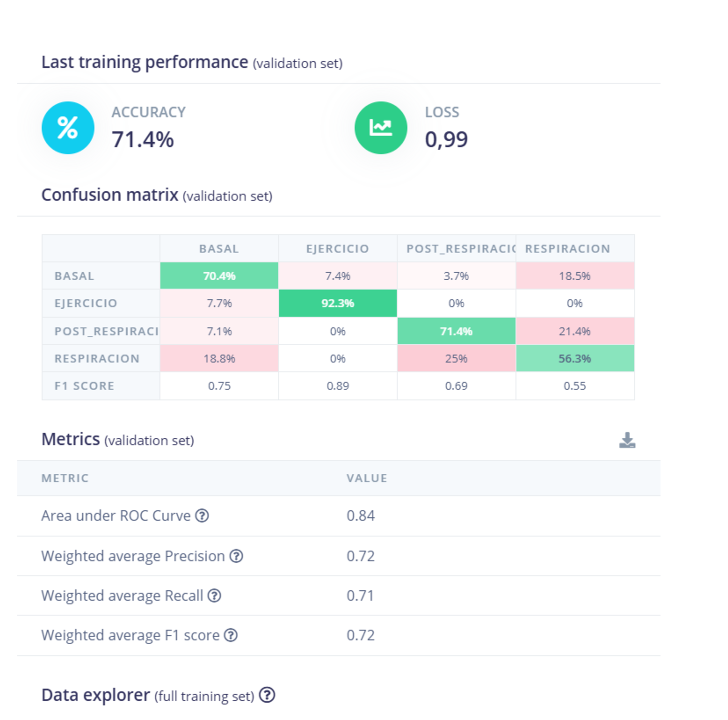 Last training performance (validation set)
ACCURACY
71.4%
LOSS
0,99
Confusion matrix (validation set)
BASAL EJERCICIO POST_RESPIRACIO RESPIRACION
BASAL 70.4% 7.4% 3.7% 18.5%
EJERCICIO 7.7% 92.3% 0% 0%
POST_RESPIRACI 7.1% 0% 71.4% 21.4%
RESPIRACION 18.8% 0% 25% 56.3%
F1 SCORE 0.75 0.89 0.69 0.55
Metrics (validation set)
METRIC VALUE
Area under ROC Curve 0.84
Weighted average Precision 0.72
Weighted average Recall 0.71
Weighted average F1 score 0.72
Data explorer (full training set)